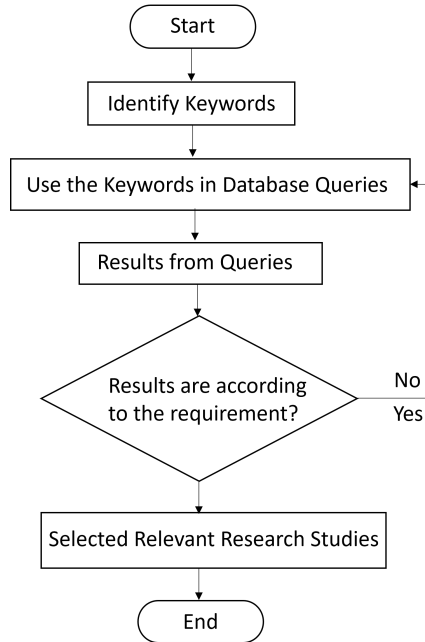 Start
Identify Keywords
Use the Keywords in Database Queries
Results from Queries
Results are according
to the requirement?
No
Yes
Selected Relevant Research Studies
End